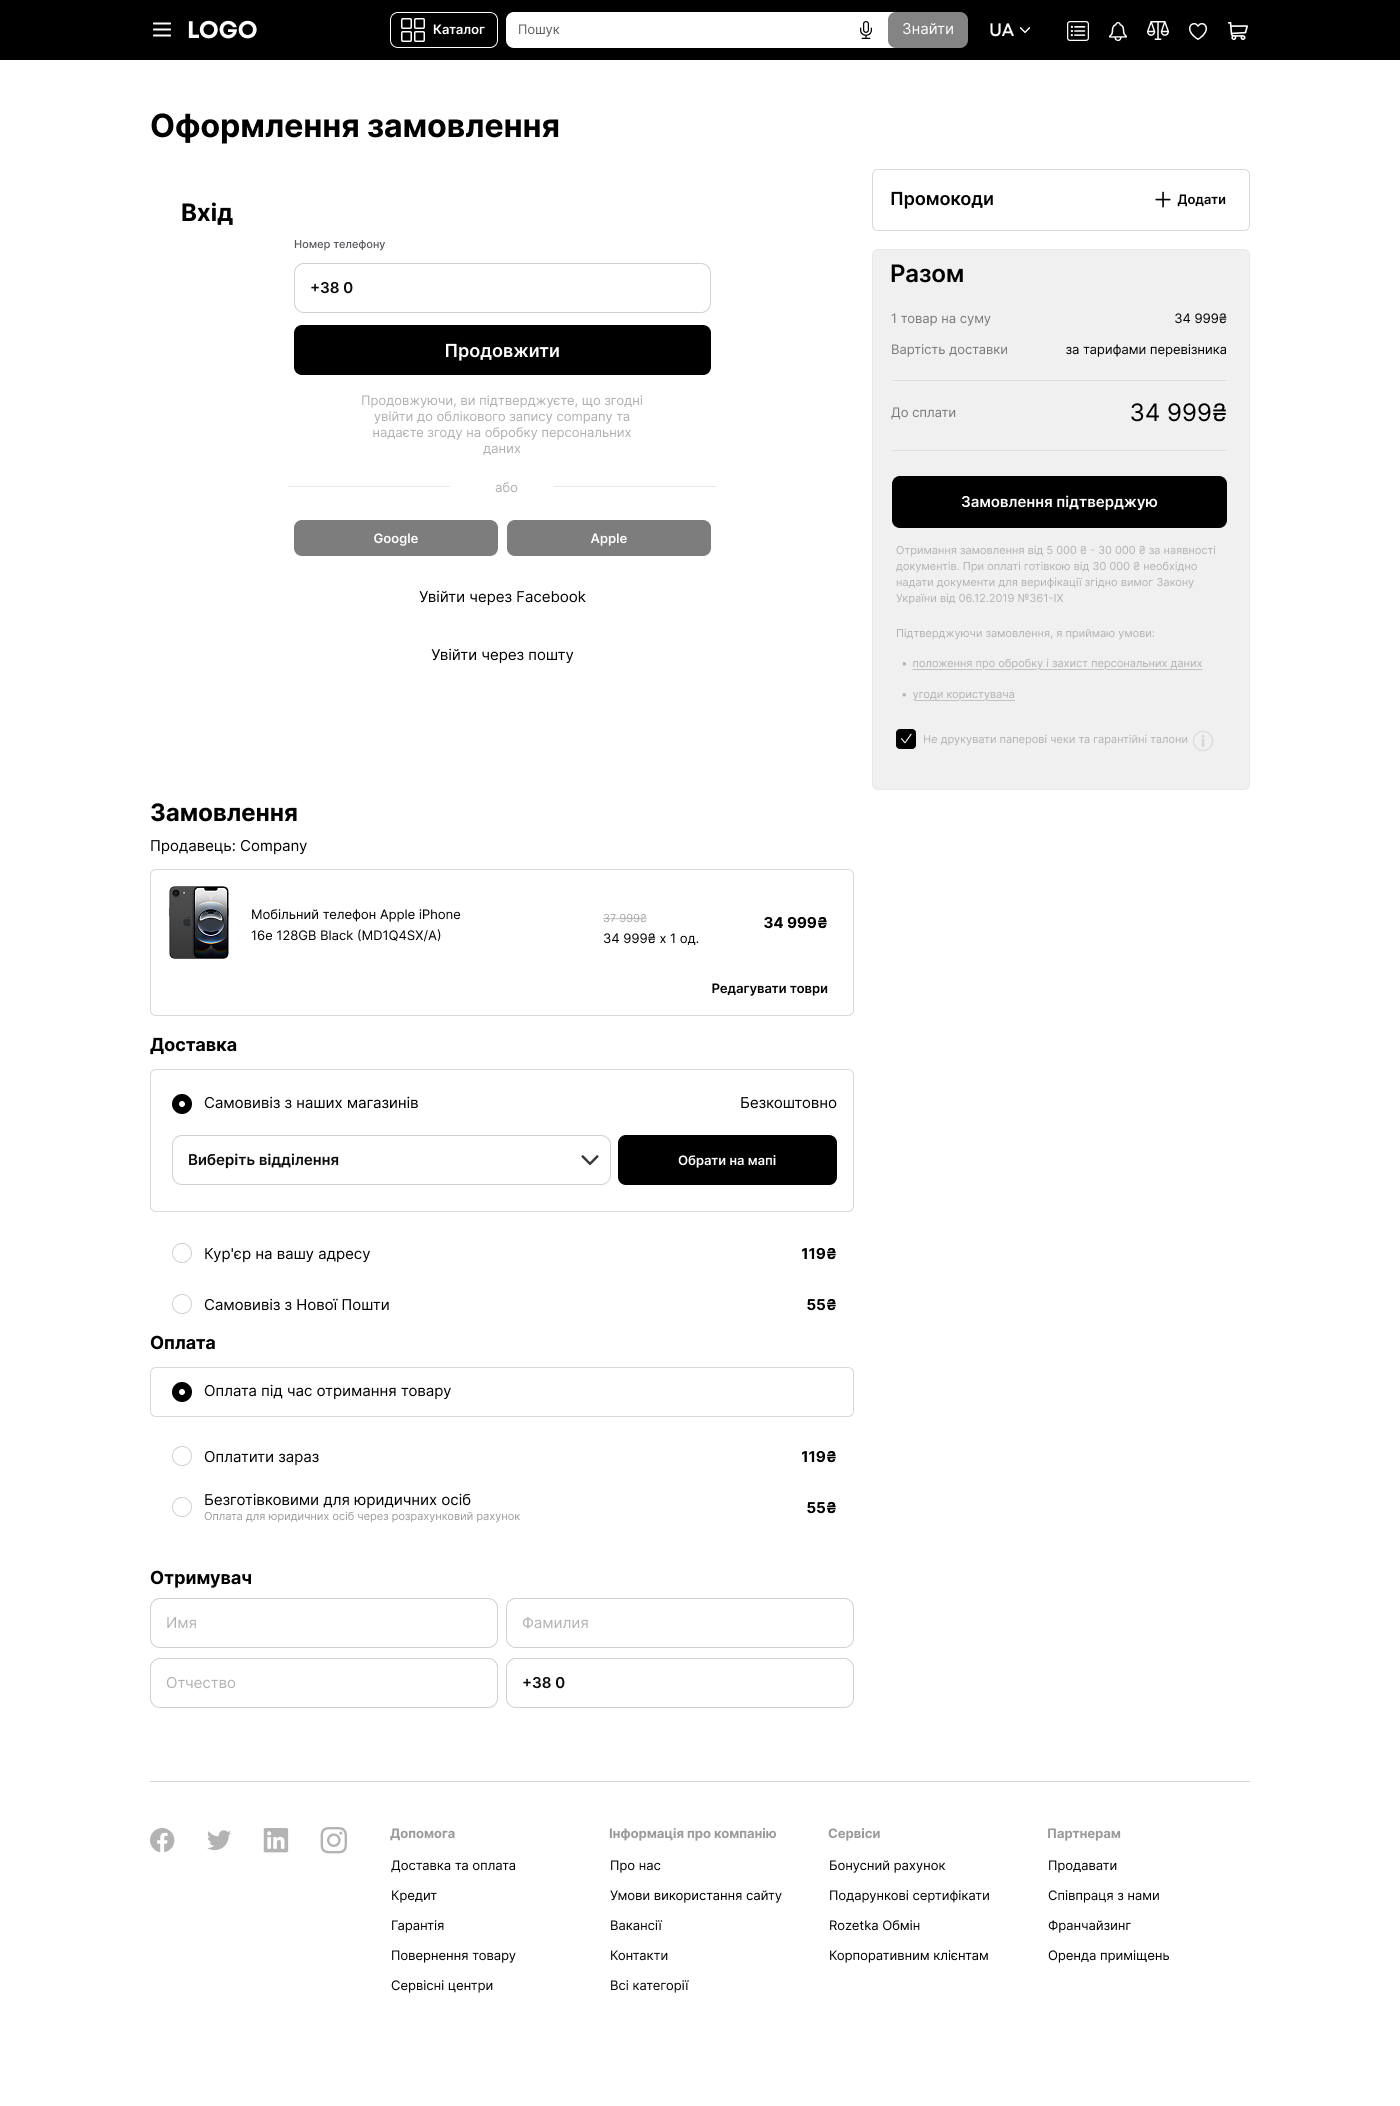 LOGO
Каталог
Пошук
Знайти
UA
Оформлення замовлення
Вхід
Номер телефону
+38 0
Продовжити
Продовжуючи, ви підтверджуєте, що згодні
увійти до облікового запису company та
надаєте згоду на обробку персональних
даних
або
Google
Apple
Увійти через Facebook
Увійти через пошту
Промокоди
Додати
Разом
1 товар на суму
34 999₴
Вартість доставки
за тарифами перевізника
До сплати
34 999₴
Замовлення підтверджую
Отримання замовлення від 5 000 ₴ - 30 000 ₴ за наявності
документів. При оплаті готівкою від 30 000 ₴ необхідно
надати документи для верифікації згідно вимог Закону
України від 06.12.2019 №361-IX
Підтверджуючи замовлення, я приймаю умови:
• положення про обробку і захист персональних даних
• угоди користувача
Не друкувати паперові чеки та гарантійні талони
Замовлення
Продавець: Company
Мобільний телефон Apple iPhone
16e 128GB Black (MD1Q4SX/A)
37 999₴
34 999₴ x 1 од.
34 999₴
Редагувати товри
Доставка
Самовивіз з наших магазинів
Безкоштовно
Виберіть відділення
Обрати на мапі
Кур'єр на вашу адресу
119₴
Самовивіз з Нової Пошти
55₴
Оплата
Оплата під час отримання товару
Оплатити зараз
119₴
Безготівковими для юридичних осіб
Оплата для юридичних осіб через розрахунковий рахунок
55₴
Отримувач
Имя
Фамилия
Отчество
+38 0
Допомога
Доставка та оплата
Кредит
Гарантія
Повернення товару
Сервісні центри
Інформація про компанію
Про нас
Умови використання сайту
Вакансії
Контакти
Всі категорії
Сервіси
Бонусний рахунок
Подарункові сертифікати
Rozetka Обмін
Корпоративним клієнтам
Партнерам
Продавати
Співпраця з нами
Франчайзинг
Оренда приміщень